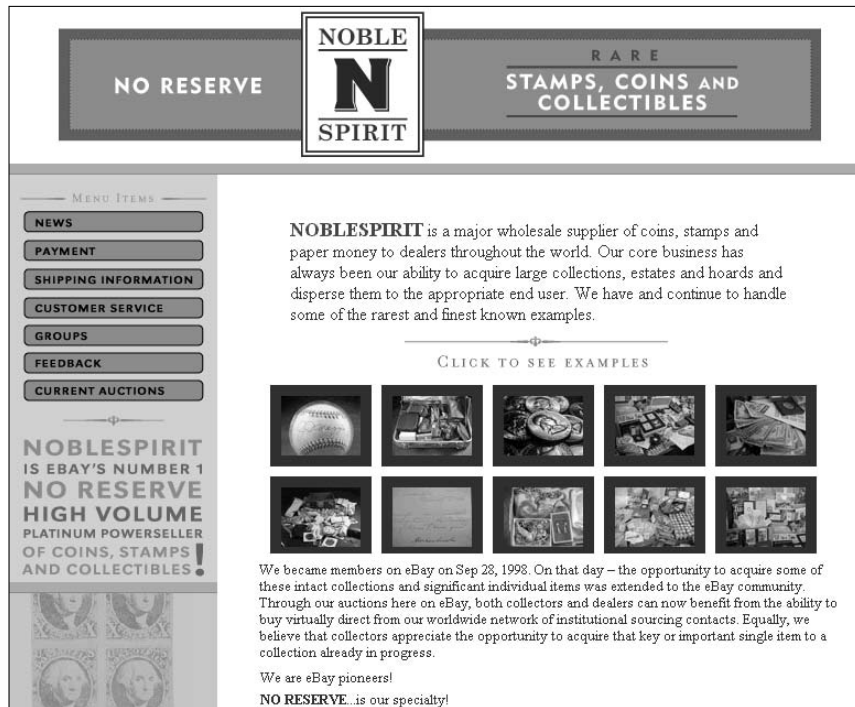 NO RESERVE
NOBLE
N
SPIRIT
RARE
STAMPS, COINS AND
COLLECTIBLES
MENU ITEMS
NEWS
PAYMENT
SHIPPING INFORMATION
CUSTOMER SERVICE
GROUPS
FEEDBACK
CURRENT AUCTIONS
NOBLESPIRIT
IS EBAY'S NUMBER 1
NO RESERVE
HIGH VOLUME
PLATINUM POWERSELLER
OF COINS, STAMPS
AND COLLECTIBLES!
NOBLESPIRIT is a major wholesale supplier of coins, stamps and
paper money to dealers throughout the world. Our core business has
always been our ability to acquire large collections, estates and hoards and
disperse them to the appropriate end user. We have and continue to handle
some of the rarest and finest known examples.
CLICK TO SEE EXAMPLES
We became members on eBay on Sep 28, 1998. On that day – the opportunity to acquire some of
these intact collections and significant individual items was extended to the eBay community.
Through our auctions here on eBay, both collectors and dealers can now benefit from the ability to
buy virtually direct from our worldwide network of institutional sourcing contacts. Equally, we
believe that collectors appreciate the opportunity to acquire that key or important single item to a
collection already in progress.
We are eBay pioneers!
NO RESERVE...is our specialty!